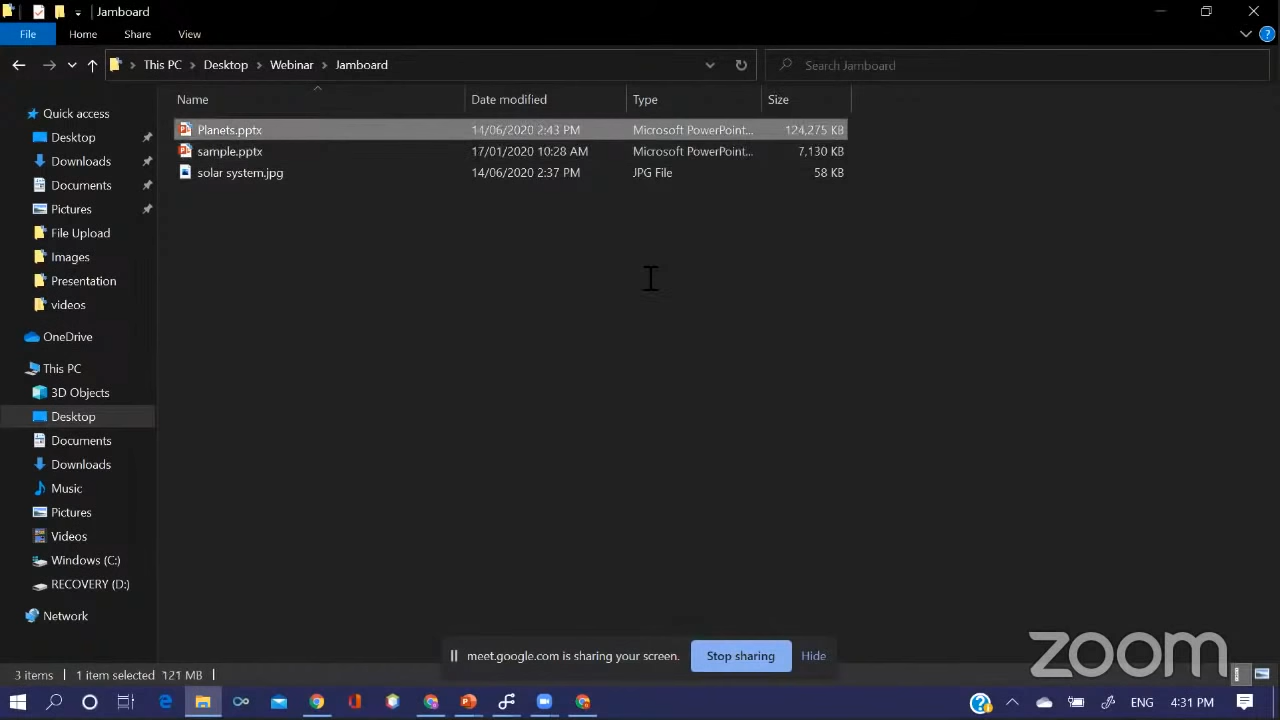 Jamboard
File Home Share View
This PC Desktop Webinar Jamboard Search Jamboard
Name Date modified Type Size
Planets.pptx 14/06/2020 2:43 PM Microsoft PowerPoint... 124,275 KB
sample.pptx 17/01/2020 10:28 AM Microsoft PowerPoint... 7,130 KB
solar system.jpg 14/06/2020 2:37 PM JPG File 58 KB
Quick access
Desktop
Downloads
Documents
Pictures
File Upload
Images
Presentation
videos
OneDrive
This PC
3D Objects
Desktop
Documents
Downloads
Music
Pictures
Videos
Windows (C:)
RECOVERY (D:)
Network
meet.google.com is sharing your screen. Stop sharing Hide
zoom
3 items 1 item selected 121 MB
ENG 4:31 PM